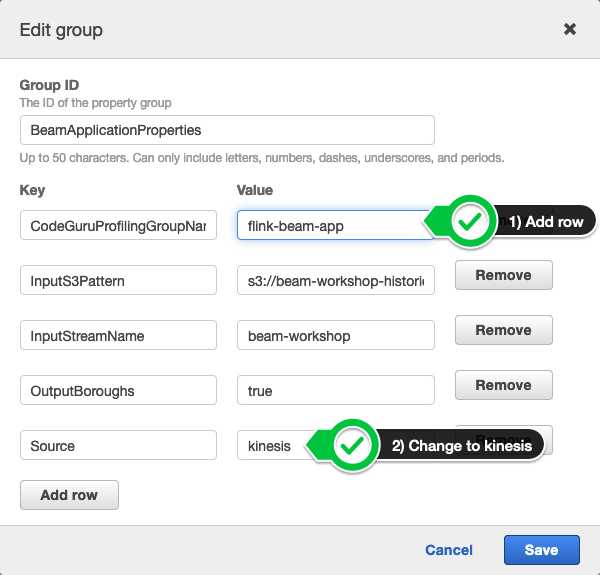 Edit group
Group ID
The ID of the property group
BeamApplicationProperties
Up to 50 characters. Can only include letters, numbers, dashes, underscores, and periods.
Key Value
CodeGuruProfilingGroupNar flink-beam-app 1) Add row
InputS3Pattern s3://beam-workshop-historic Remove
InputStreamName beam-workshop Remove
OutputBoroughs true Remove
Source kinesis 2) Change to kinesis
Add row
Cancel Save